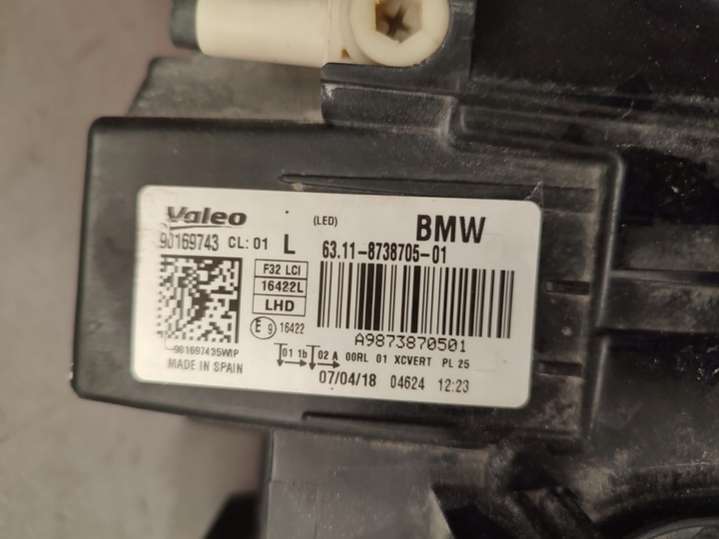 Valeo (LED) BMW
90169743 CL: 01 L 63.11-8738705-01
F32 LCI
16422L
LHD
E 9 16422
A9873870501
901697435WIP
01 1b 02 A 00RL 01 XCVERT PL 25
MADE IN SPAIN
07/04/18 04624 12:23